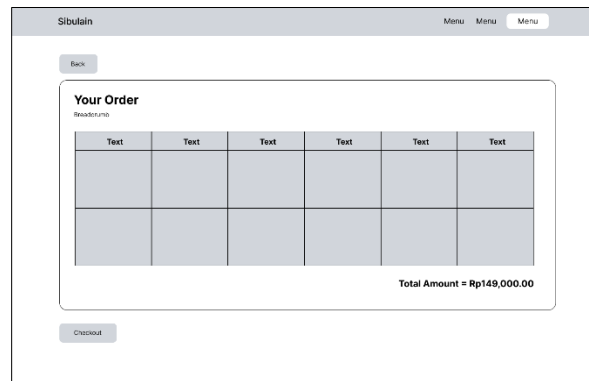 Sibulain Menu Menu Menu
Back
Your Order
Breadcrumb
Text Text Text Text Text Text
Total Amount = Rp149,000.00
Checkout